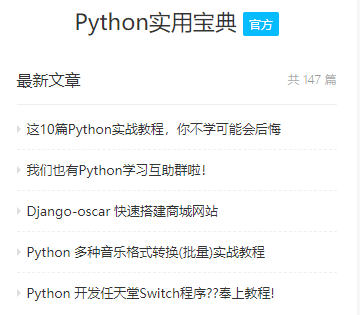 Python实用宝典 官方
最新文章 共 147 篇
这10篇Python实战教程，你不学可能会后悔
我们也有Python学习互助群啦!
Django-oscar 快速搭建商城网站
Python 多种音乐格式转换(批量)实战教程
Python 开发任天堂Switch程序??奉上教程!